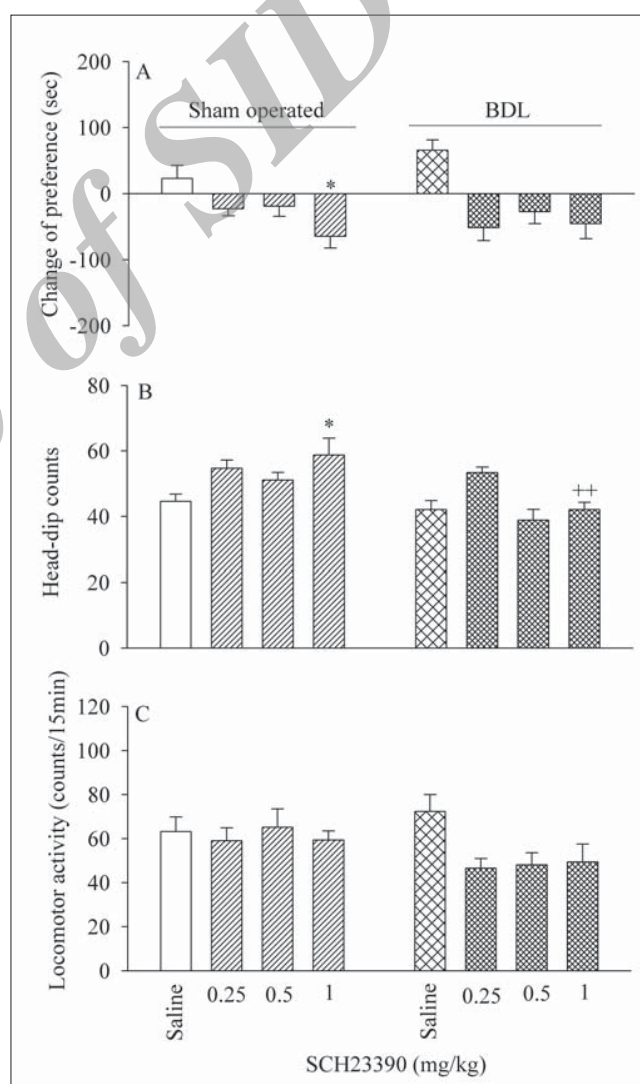 of SID
A
Sham operated
BDL
200
100
0
-100
-200
Change of preference (sec)
*
B
80
60
40
20
0
Head-dip counts
*
++
C
120
100
80
60
40
20
0
Locomotor activity (counts/15min)
Saline 0.25 0.5 1 Saline 0.25 0.5 1
SCH23390 (mg/kg)